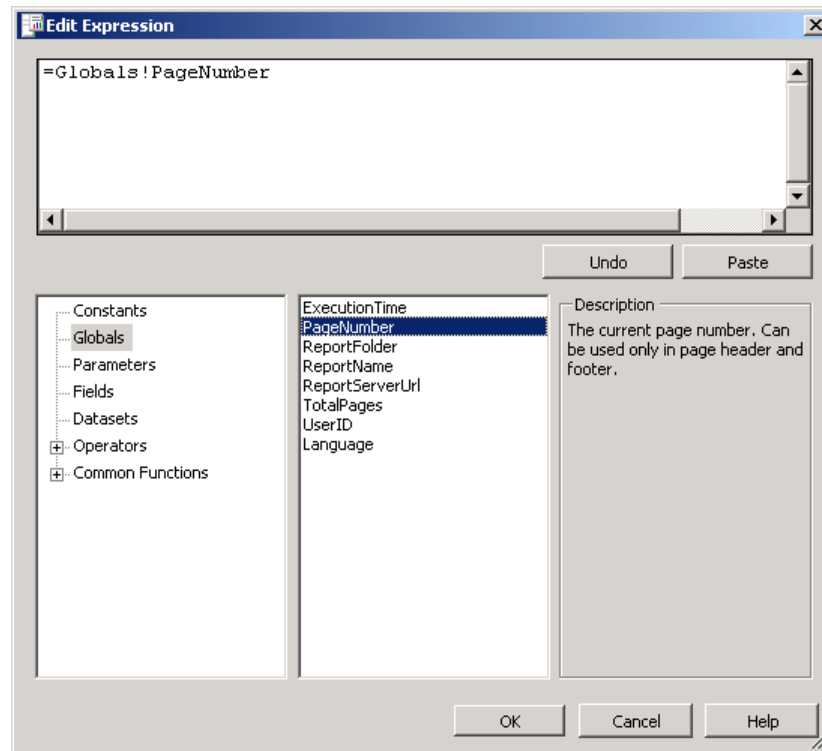 Edit Expression
=Globals!PageNumber
Undo
Paste
Constants
Globals
Parameters
Fields
Datasets
Operators
Common Functions
ExecutionTime
PageNumber
ReportFolder
ReportName
ReportServerUrl
TotalPages
UserID
Language
Description
The current page number. Can
be used only in page header and
footer.
OK
Cancel
Help